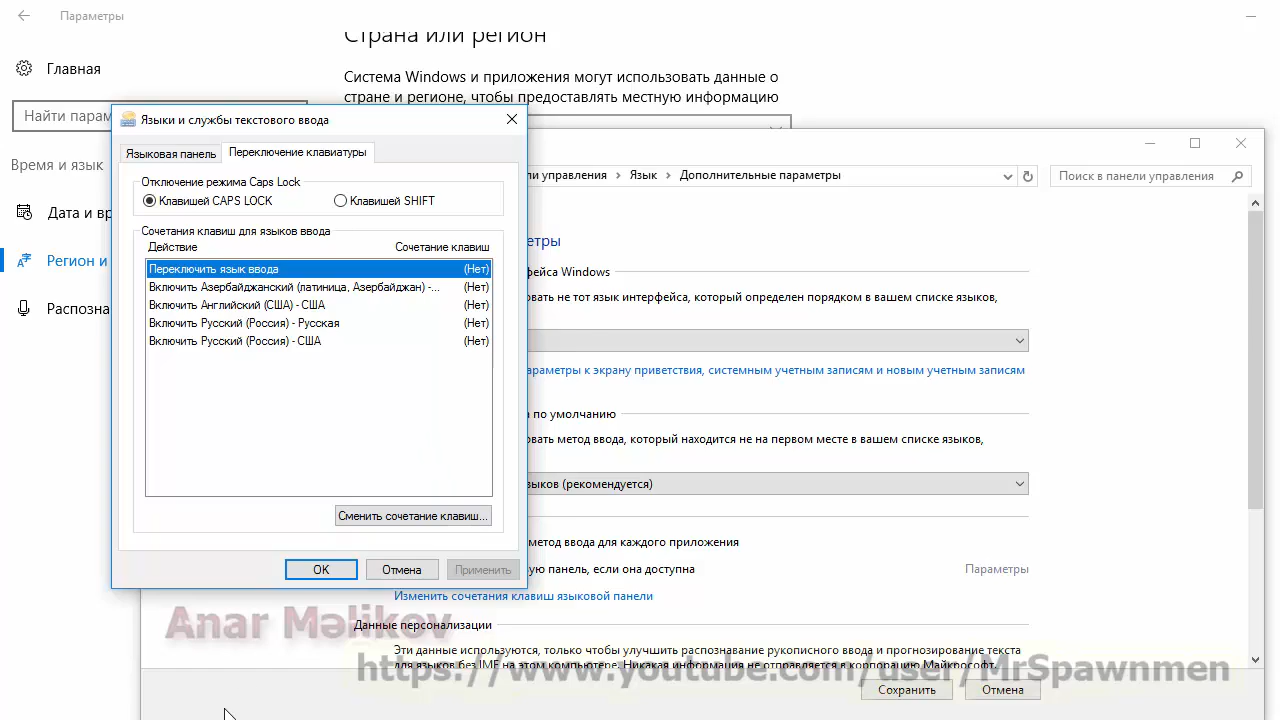 Параметры
Страна или регион
Главная
Система Windows и приложения могут использовать данные о
стране и регионе, чтобы предоставлять местную информацию
Найти парам
Время и язык
Дата и вр
Регион и
Распозна
Языки и службы текстового ввода
Языковая панель
Переключение клавиатуры
Отключение режима Caps Lock
Клавишей CAPS LOCK
Клавишей SHIFT
Сочетания клавиш для языков ввода
Действие Сочетание клавиш
Переключить язык ввода (Нет)
Включить Азербайджанский (латиница, Азербайджан) -... (Нет)
Включить Английский (США) - США (Нет)
Включить Русский (Россия) - Русская (Нет)
Включить Русский (Россия) - США (Нет)
Сменить сочетание клавиш...
OK
Отмена
Применить
ли управления > Язык > Дополнительные параметры
Поиск в панели управления
етры
фейса Windows
овать не тот язык интерфейса, который определен порядком в вашем списке языков,
араметры к экрану приветствия, системным учетным записям и новым учетным записям
а по умолчанию
овать метод ввода, который находится не на первом месте в вашем списке языков,
зыков (рекомендуется)
метод ввода для каждого приложения
ую панель, если она доступна
Параметры
Изменить сочетания клавиш языковой панели
Данные персонализации
Эти данные используются, только чтобы улучшить распознавание рукописного ввода и прогнозирование текста
для языков без IME на этом компьютере. Никакая информация не отправляется в корпорацию Майкрософт.
Сохранить
Отмена
Anar Məlikov
https://www.youtube.com/user/MrSpawnmen